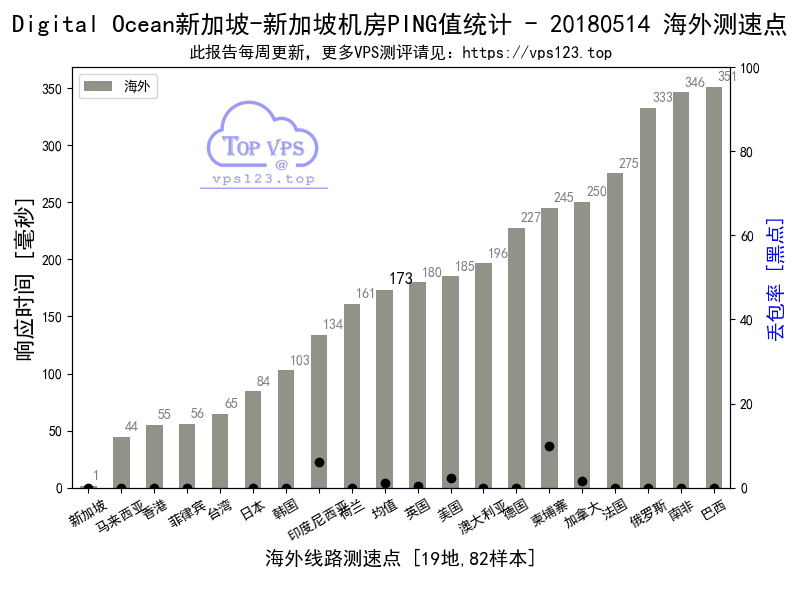 Digital Ocean新加坡-新加坡机房PING值统计 - 20180514 海外测速点
此报告每周更新，更多VPS测评请见：https://vps123.top
海外
TOP VPS
@
vps123.top
响应时间 [毫秒]
350
300
250
200
150
100
50
0
100
80
60
40
20
0
丢包率 [黑点]
1
44
55
56
65
84
103
134
161
173
180
185
196
227
245
250
275
333
346
351
新加坡
马来西亚
香港
菲律宾
台湾
日本
韩国
印度尼西亚
荷兰
均值
英国
美国
澳大利亚
德国
柬埔寨
加拿大
法国
俄罗斯
南非
巴西
海外线路测速点 [19地,82样本]